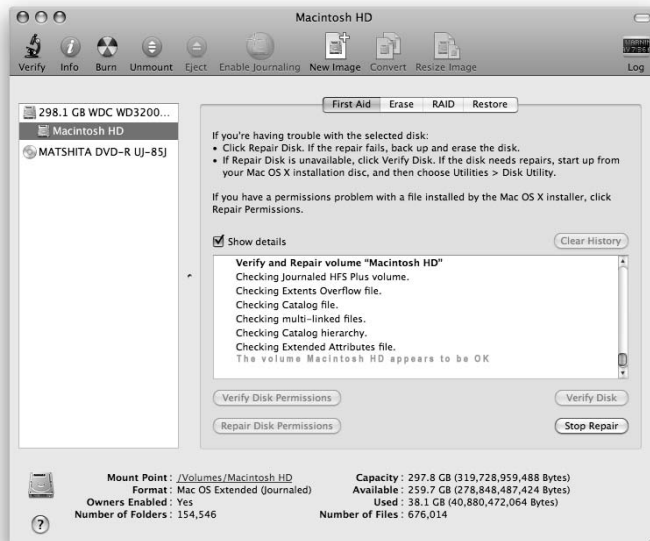 Macintosh HD
Verify Info Burn Unmount Eject Enable Journaling New Image Convert Resize Image Log
298.1 GB WDC WD3200...
Macintosh HD
MATSHITA DVD-R UJ-85J
First Aid Erase RAID Restore
If you're having trouble with the selected disk:
• Click Repair Disk. If the repair fails, back up and erase the disk.
• If Repair Disk is unavailable, click Verify Disk. If the disk needs repairs, start up from
your Mac OS X installation disc, and then choose Utilities > Disk Utility.
If you have a permissions problem with a file installed by the Mac OS X installer, click
Repair Permissions.
Show details Clear History
Verify and Repair volume “Macintosh HD”
Checking Journaled HFS Plus volume.
Checking Extents Overflow file.
Checking Catalog file.
Checking multi-linked files.
Checking Catalog hierarchy.
Checking Extended Attributes file.
The volume Macintosh HD appears to be OK
Verify Disk Permissions Verify Disk
Repair Disk Permissions Stop Repair
Mount Point : /Volumes/Macintosh HD Capacity : 297.8 GB (319,728,959,488 Bytes)
Format : Mac OS Extended (Journaled) Available : 259.7 GB (278,848,487,424 Bytes)
Owners Enabled : Yes Used : 38.1 GB (40,880,472,064 Bytes)
Number of Folders : 154,546 Number of Files : 676,014
?